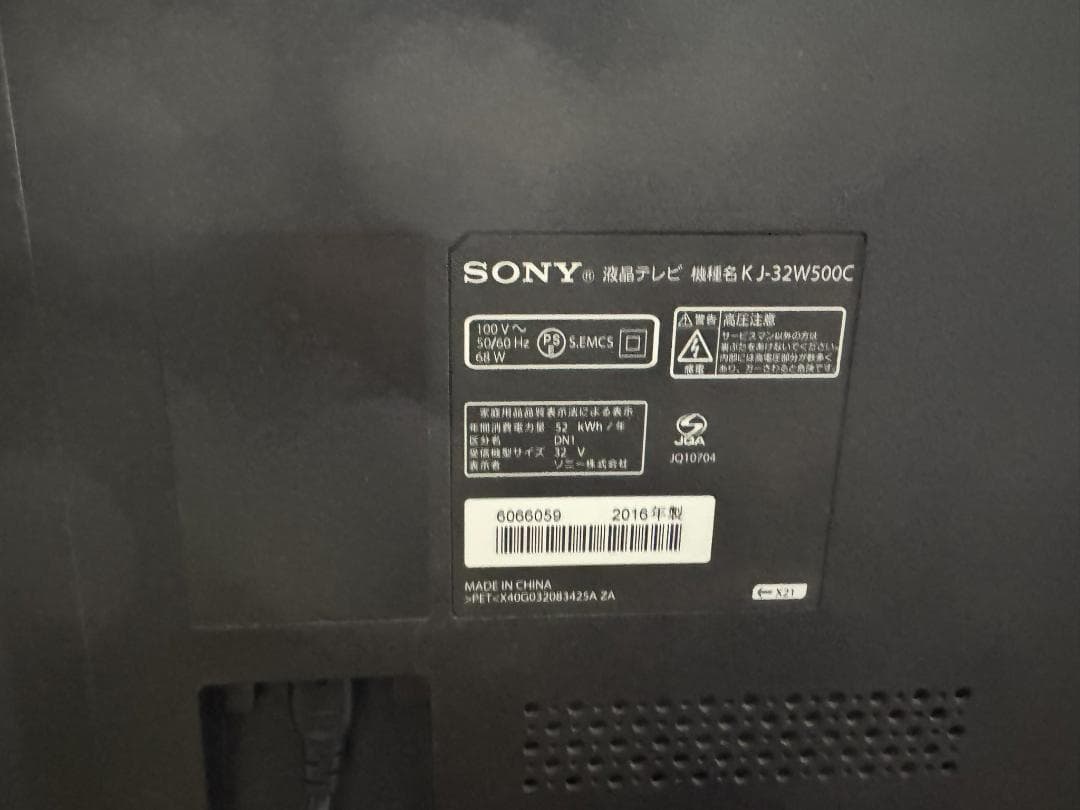 SONY® 液晶テレビ 機種名 KJ-32W500C
100 V～
50/60 Hz
68 W
PS
E
S.EMCS
警告 高圧注意
感電
サービスマン以外の方は
裏ぶたをあけないでください。
内部には高電圧部分が数多く
あり、万一さわると危険です。
家庭用品品質表示法による表示
年間消費電力量 52 kWh/年
区分名 DN1
受信機型サイズ 32 V
表示者 ソニー株式会社
JQA
JQ10704
6066059 2016年製
MADE IN CHINA
>PET<X40G032083425A ZA
← X21